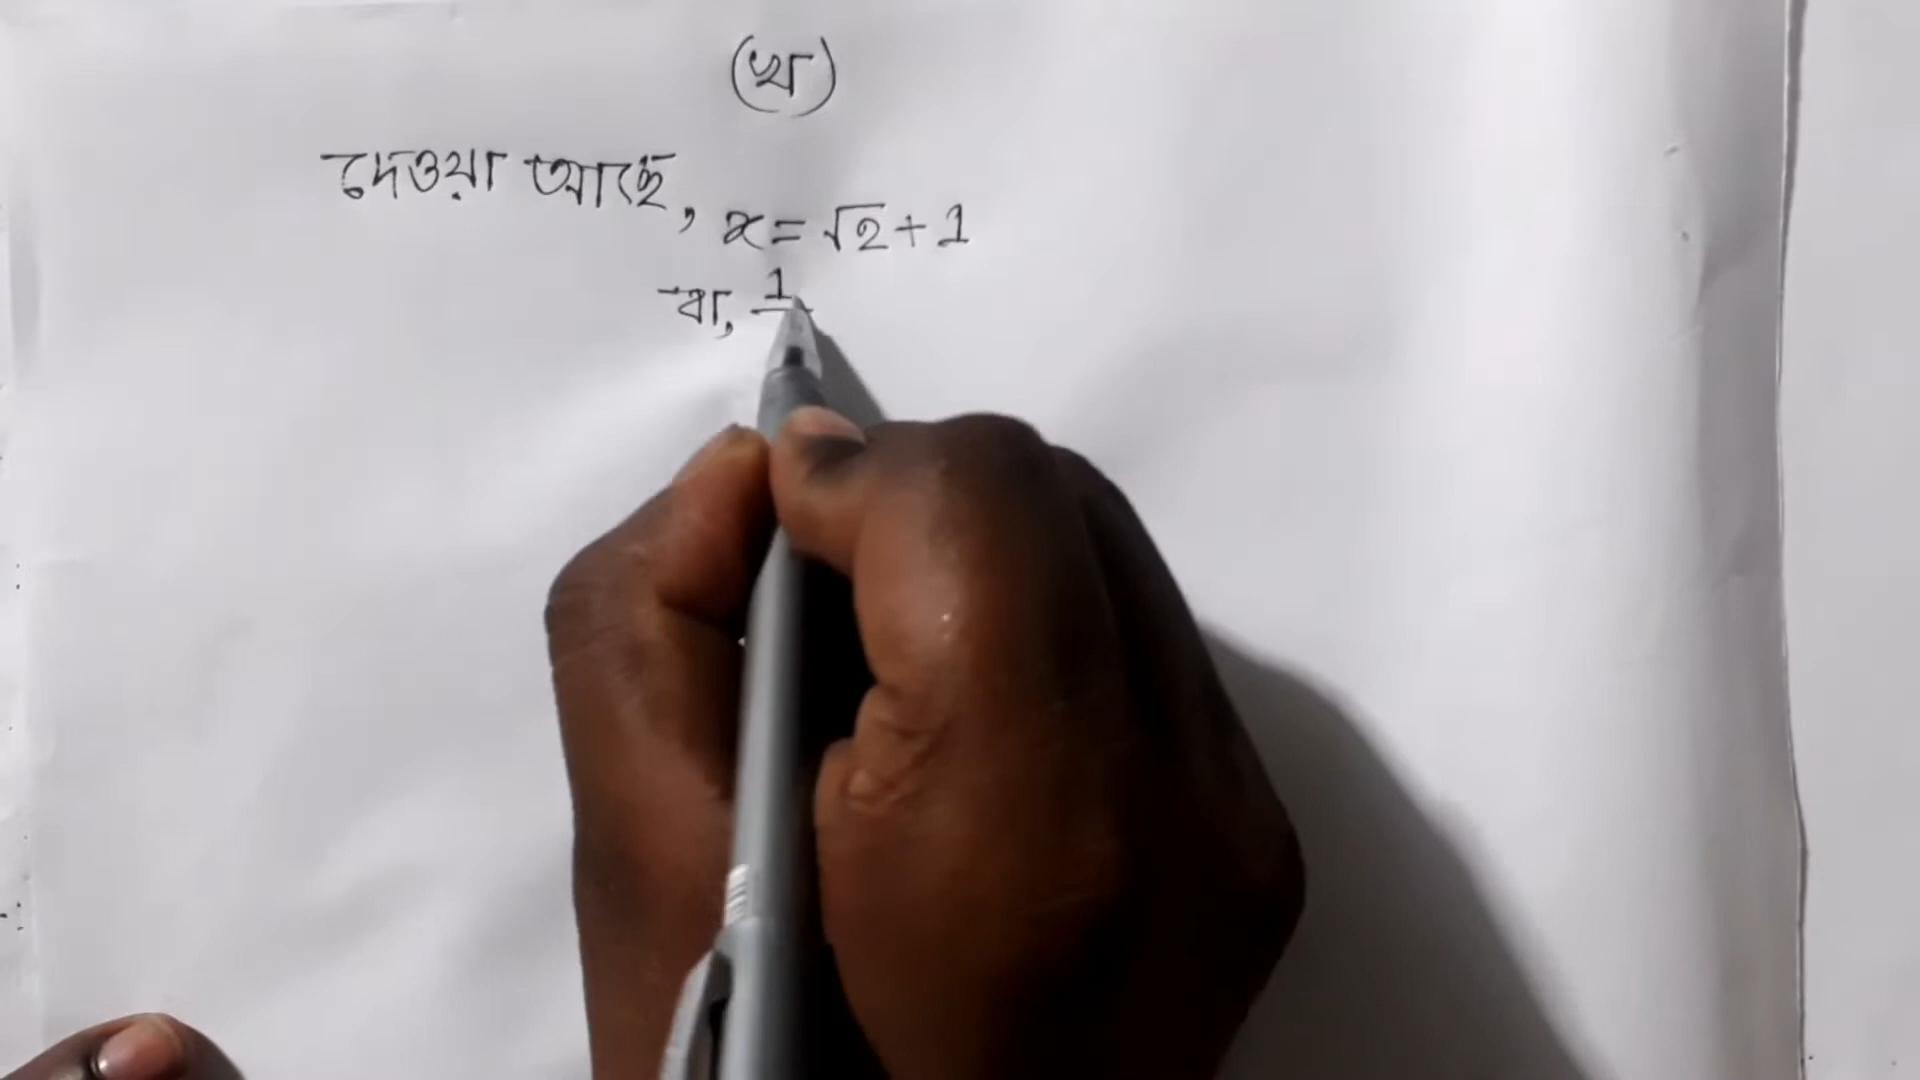 (খ)
দেওয়া আছে, x = √2 + 1
বা, 1/